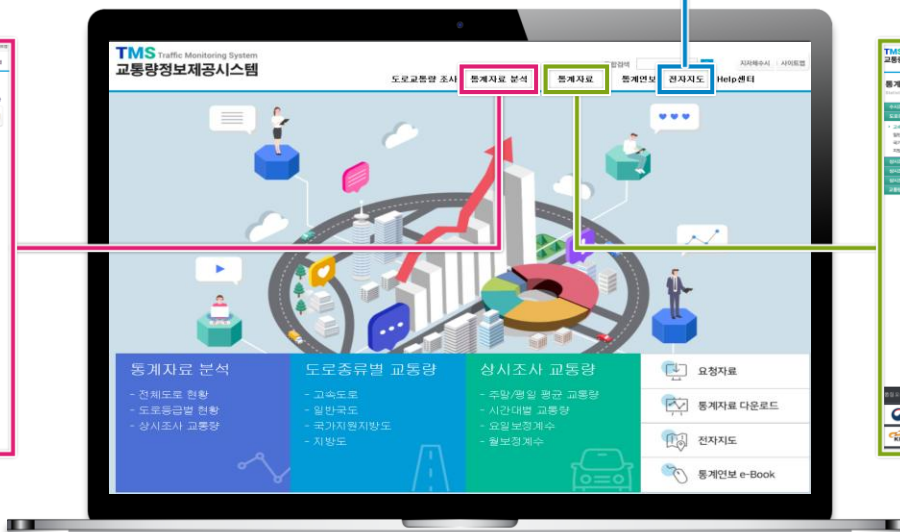 TMS Traffic Monitoring System
교통량정보제공시스템
사이트맵
도로교통량 조사 통계자료 분석 통계자료 통계연보 전자지도 Help센터
통계자료 분석
- 전체도로 현황
- 도로등급별 현황
- 상시조사 교통량
도로종류별 교통량
- 고속도로
- 일반국도
- 국가지원지방도
- 지방도
상시조사 교통량
- 주말/평일 평균 교통량
- 시간대별 교통량
- 요일보정계수
- 월보정계수
요청자료
통계자료 다운로드
전자지도
통계연보 e-Book